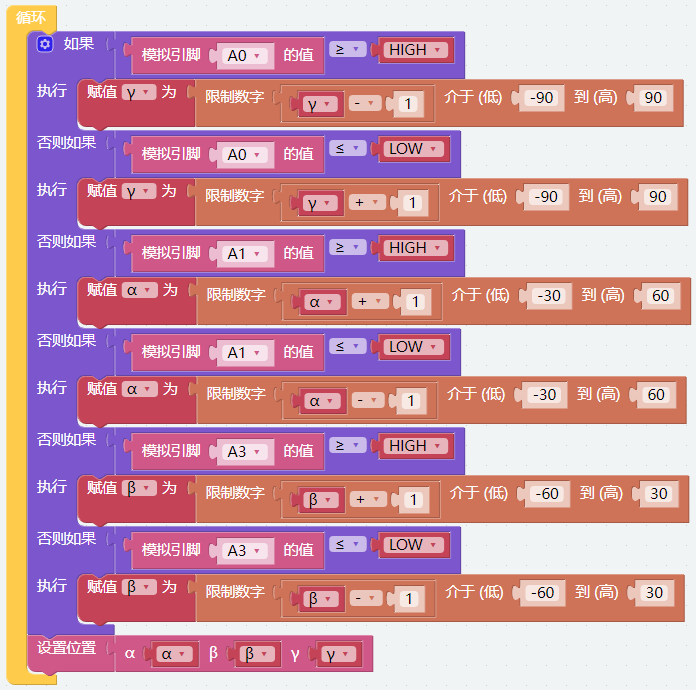 循环
如果 模拟引脚 A0 的值 ≥ HIGH
执行 赋值 γ 为 限制数字 γ - 1 介于 (低) -90 到 (高) 90
否则如果 模拟引脚 A0 的值 ≤ LOW
执行 赋值 γ 为 限制数字 γ + 1 介于 (低) -90 到 (高) 90
否则如果 模拟引脚 A1 的值 ≥ HIGH
执行 赋值 α 为 限制数字 α + 1 介于 (低) -30 到 (高) 60
否则如果 模拟引脚 A1 的值 ≤ LOW
执行 赋值 α 为 限制数字 α - 1 介于 (低) -30 到 (高) 60
否则如果 模拟引脚 A3 的值 ≥ HIGH
执行 赋值 β 为 限制数字 β + 1 介于 (低) -60 到 (高) 30
否则如果 模拟引脚 A3 的值 ≤ LOW
执行 赋值 β 为 限制数字 β - 1 介于 (低) -60 到 (高) 30
设置位置 α α β β γ γ